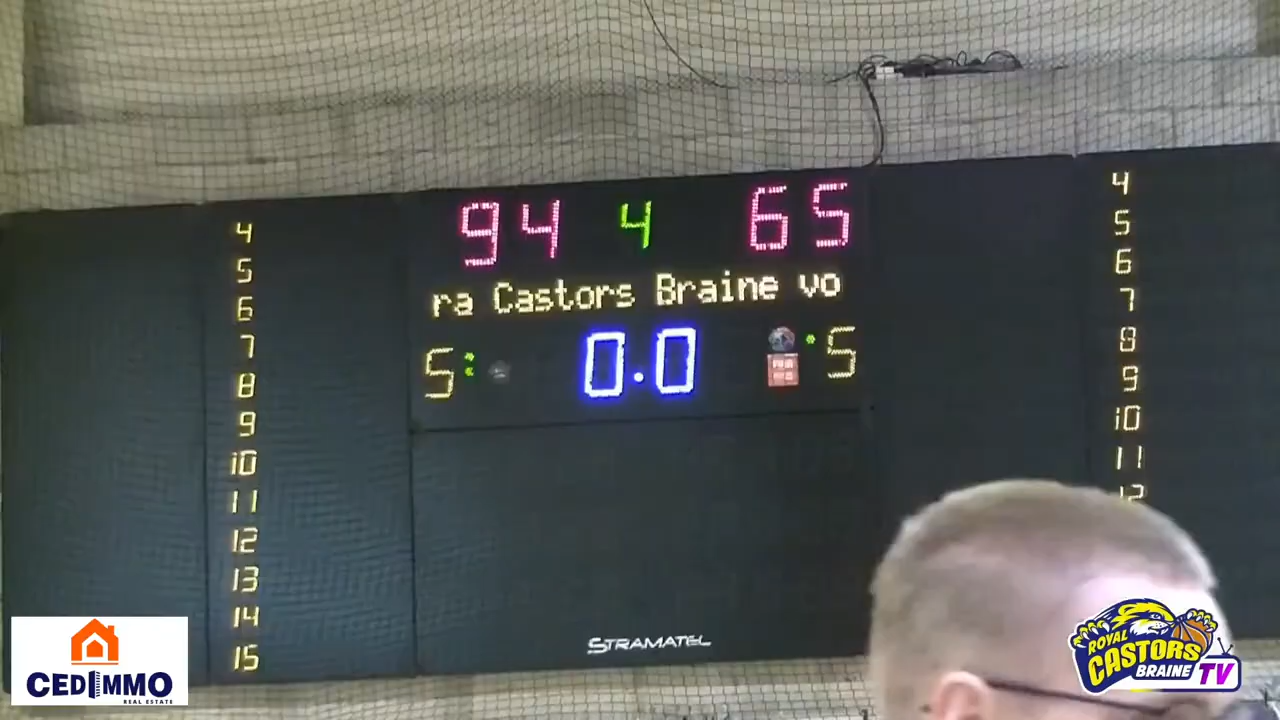 94 4 65
ra Castors Braine vo
5 0.0 5
4
5
6
7
8
9
10
11
12
13
14
15
4
5
6
7
8
9
10
11
12
STRAMATEL
CEDIMMO
REAL ESTATE
ROYAL
CASTORS
BRAINE TV